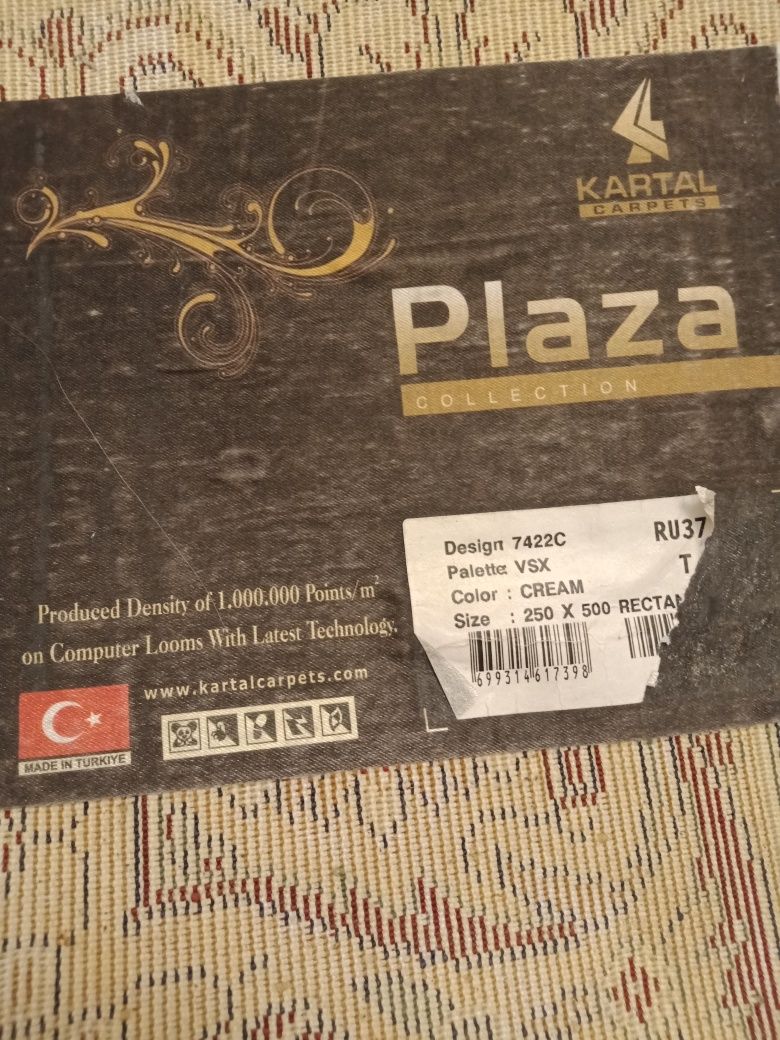 KARTAL
CARPETS
Plaza
COLLECTION
Design 7422C RU37
Palette: VSX T
Color : CREAM
Size : 250 X 500
699314617398
Produced Density of 1.000.000 Points/m²
on Computer Looms With Latest Technology.
www.kartalcarpets.com
MADE IN TURKIYE